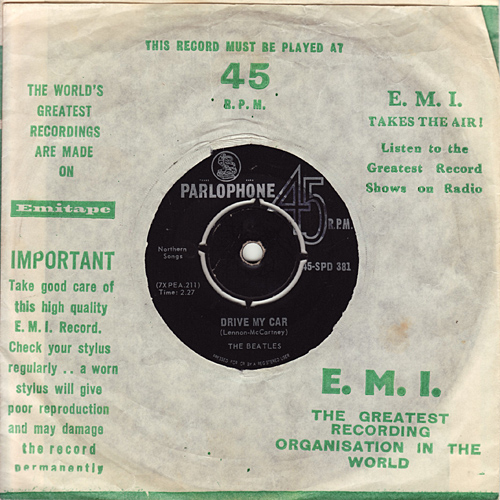 THIS RECORD MUST BE PLAYED AT
45
R.P.M.
THE WORLD'S
GREATEST
RECORDINGS
ARE MADE
ON
Emitape
IMPORTANT
Take good care of
this high quality
E.M.I. Record.
Check your stylus
regularly .. a worn
stylus will give
poor reproduction
and may damage
the record
permanently
E. M. I.
TAKES THE AIR!
Listen to the
Greatest Record
Shows on Radio
PARLOPHONE
45
R.P.M.
Northern
Songs
45-SPD 381
(7XPEA.211)
Time: 2.27
DRIVE MY CAR
(Lennon-McCartney)
THE BEATLES
E. M. I.
THE GREATEST
RECORDING
ORGANISATION IN THE
WORLD